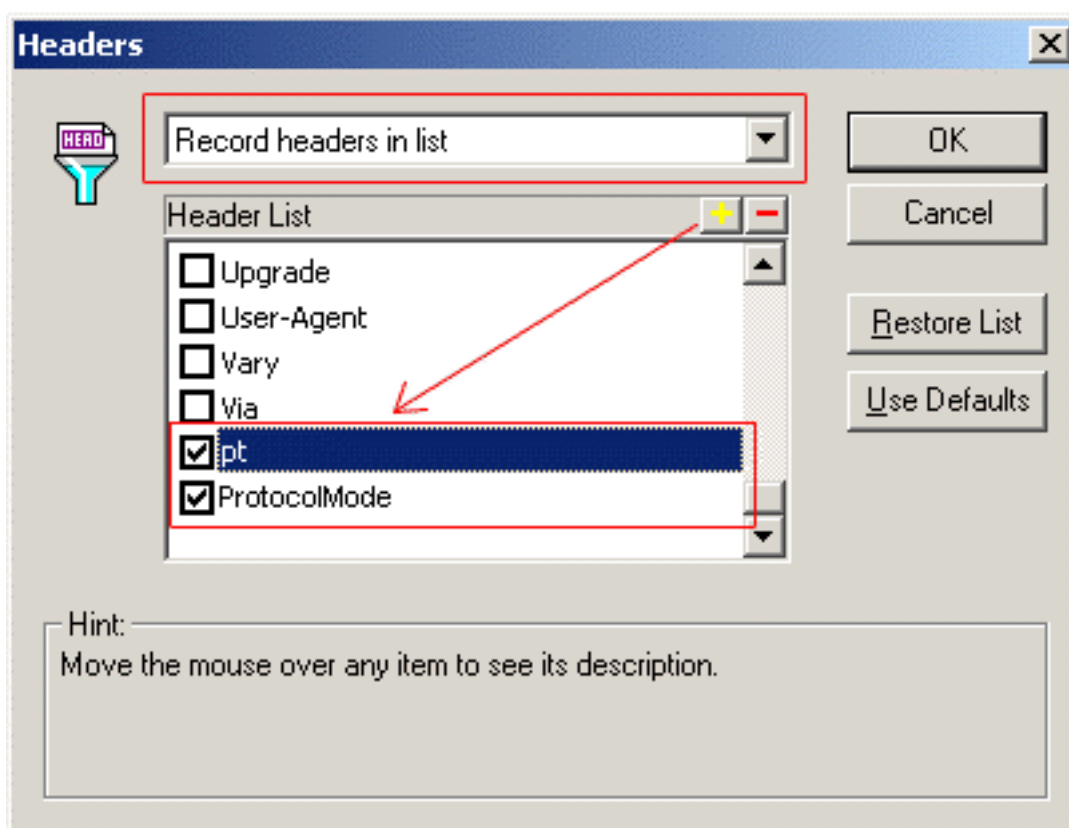 Headers
HEAD
Record headers in list
OK
Header List
Cancel
Upgrade
User-Agent
Restore List
Vary
Via
Use Defaults
pt
ProtocolMode
Hint:
Move the mouse over any item to see its description.